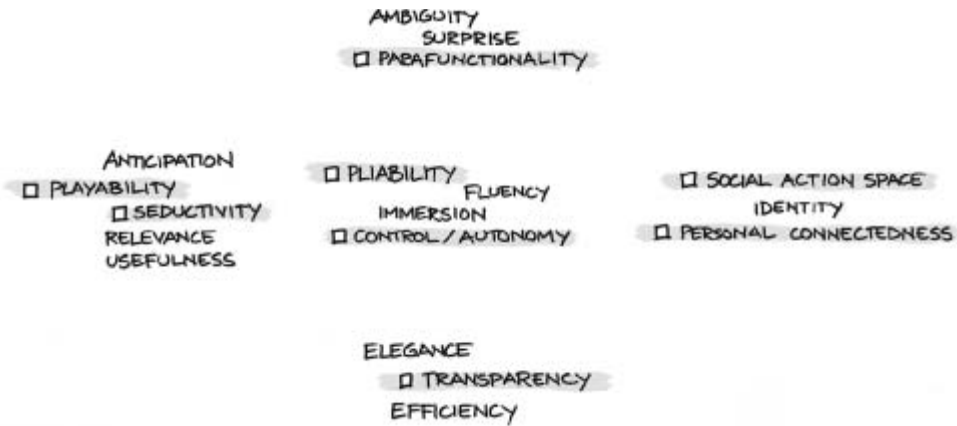 AMBIGUITY
SURPRISE
PARAFUNCTIONALITY
ANTICIPATION
PLAYABILITY
SEDUCTIVITY
RELEVANCE
USEFULNESS
PLIABILITY
FLUENCY
IMMERSION
CONTROL / AUTONOMY
SOCIAL ACTION SPACE
IDENTITY
PERSONAL CONNECTEDNESS
ELEGANCE
TRANSPARENCY
EFFICIENCY